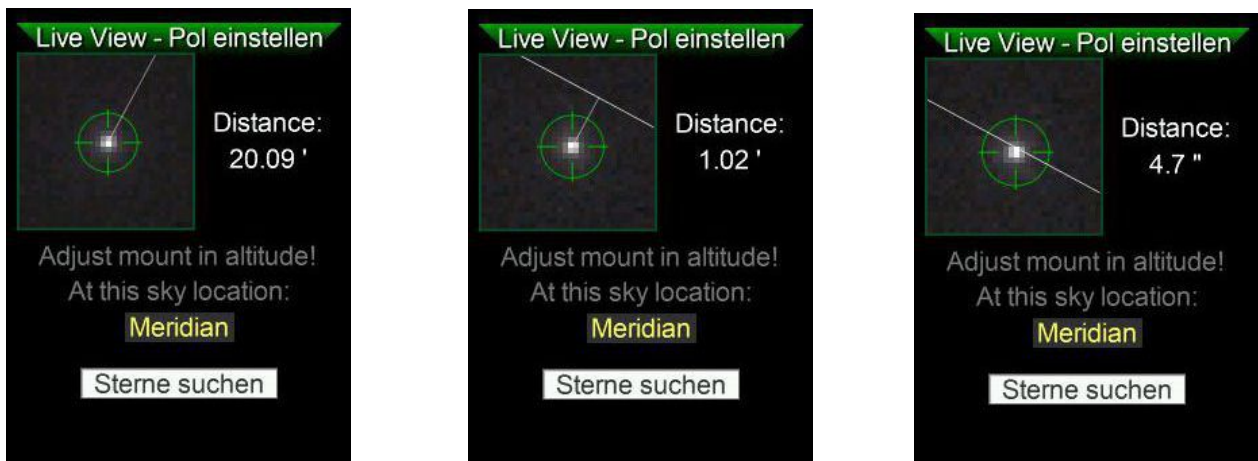 Live View - Pol einstellen
Distance:
20.09 '
Adjust mount in altitude!
At this sky location:
Meridian
Sterne suchen
Live View - Pol einstellen
Distance:
1.02 '
Adjust mount in altitude!
At this sky location:
Meridian
Sterne suchen
Live View - Pol einstellen
Distance:
4.7 "
Adjust mount in altitude!
At this sky location:
Meridian
Sterne suchen